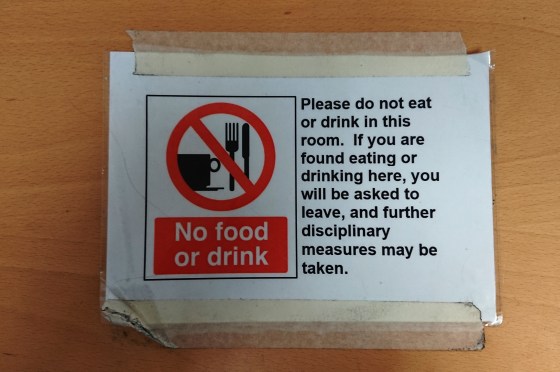 No food
or drink
Please do not eat
or drink in this
room.  If you are
found eating or
drinking here, you
will be asked to
leave, and further
disciplinary
measures may be
taken.